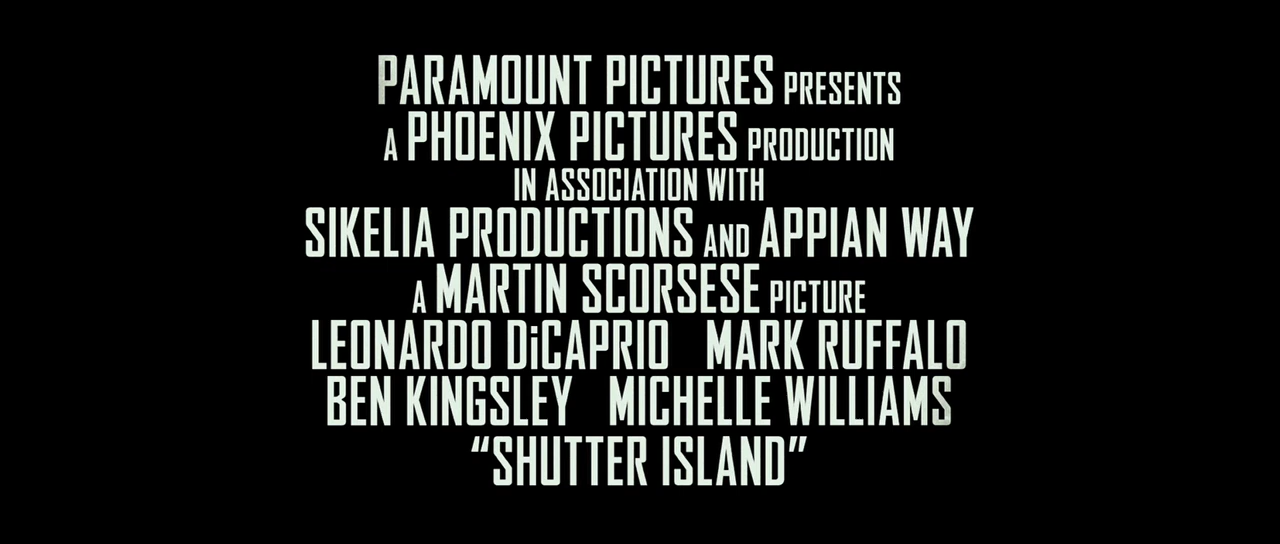 PARAMOUNT PICTURES PRESENTS
A PHOENIX PICTURES PRODUCTION
IN ASSOCIATION WITH
SIKELIA PRODUCTIONS AND APPIAN WAY
A MARTIN SCORSESE PICTURE
LEONARDO DiCAPRIO MARK RUFFALO
BEN KINGSLEY MICHELLE WILLIAMS
“SHUTTER ISLAND”